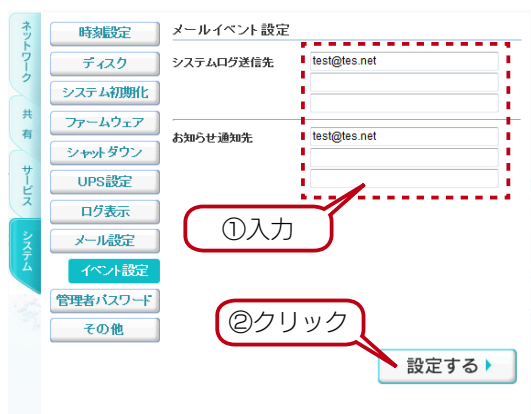 ネットワーク
共有
サービス
システム
時刻設定
ディスク
システム初期化
ファームウェア
シャットダウン
UPS設定
ログ表示
メール設定
イベント設定
管理者パスワード
その他
メールイベント設定
システムログ送信先
test@tes.net
お知らせ通知先
test@tes.net
①入力
②クリック
設定する